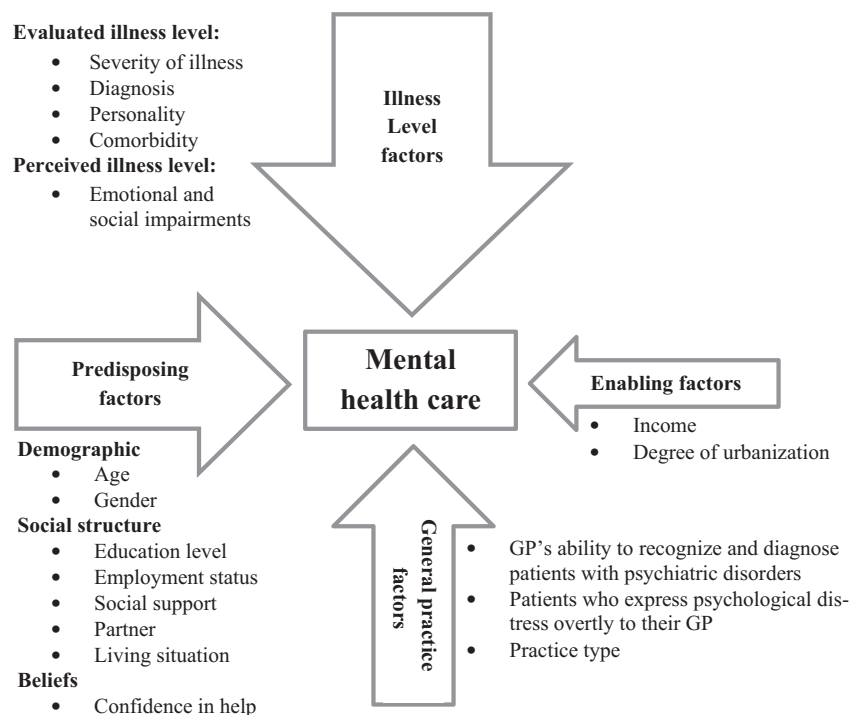 Evaluated illness level:
• Severity of illness
• Diagnosis
• Personality
• Comorbidity
Perceived illness level:
• Emotional and
social impairments
Illness
Level
factors
Predisposing
factors
Mental
health care
Enabling factors
• Income
• Degree of urbanization
Demographic
• Age
• Gender
Social structure
• Education level
• Employment status
• Social support
• Partner
• Living situation
Beliefs
• Confidence in help
General practice
factors
• GP's ability to recognize and diagnose
patients with psychiatric disorders
• Patients who express psychological dis-
tress overtly to their GP
• Practice type